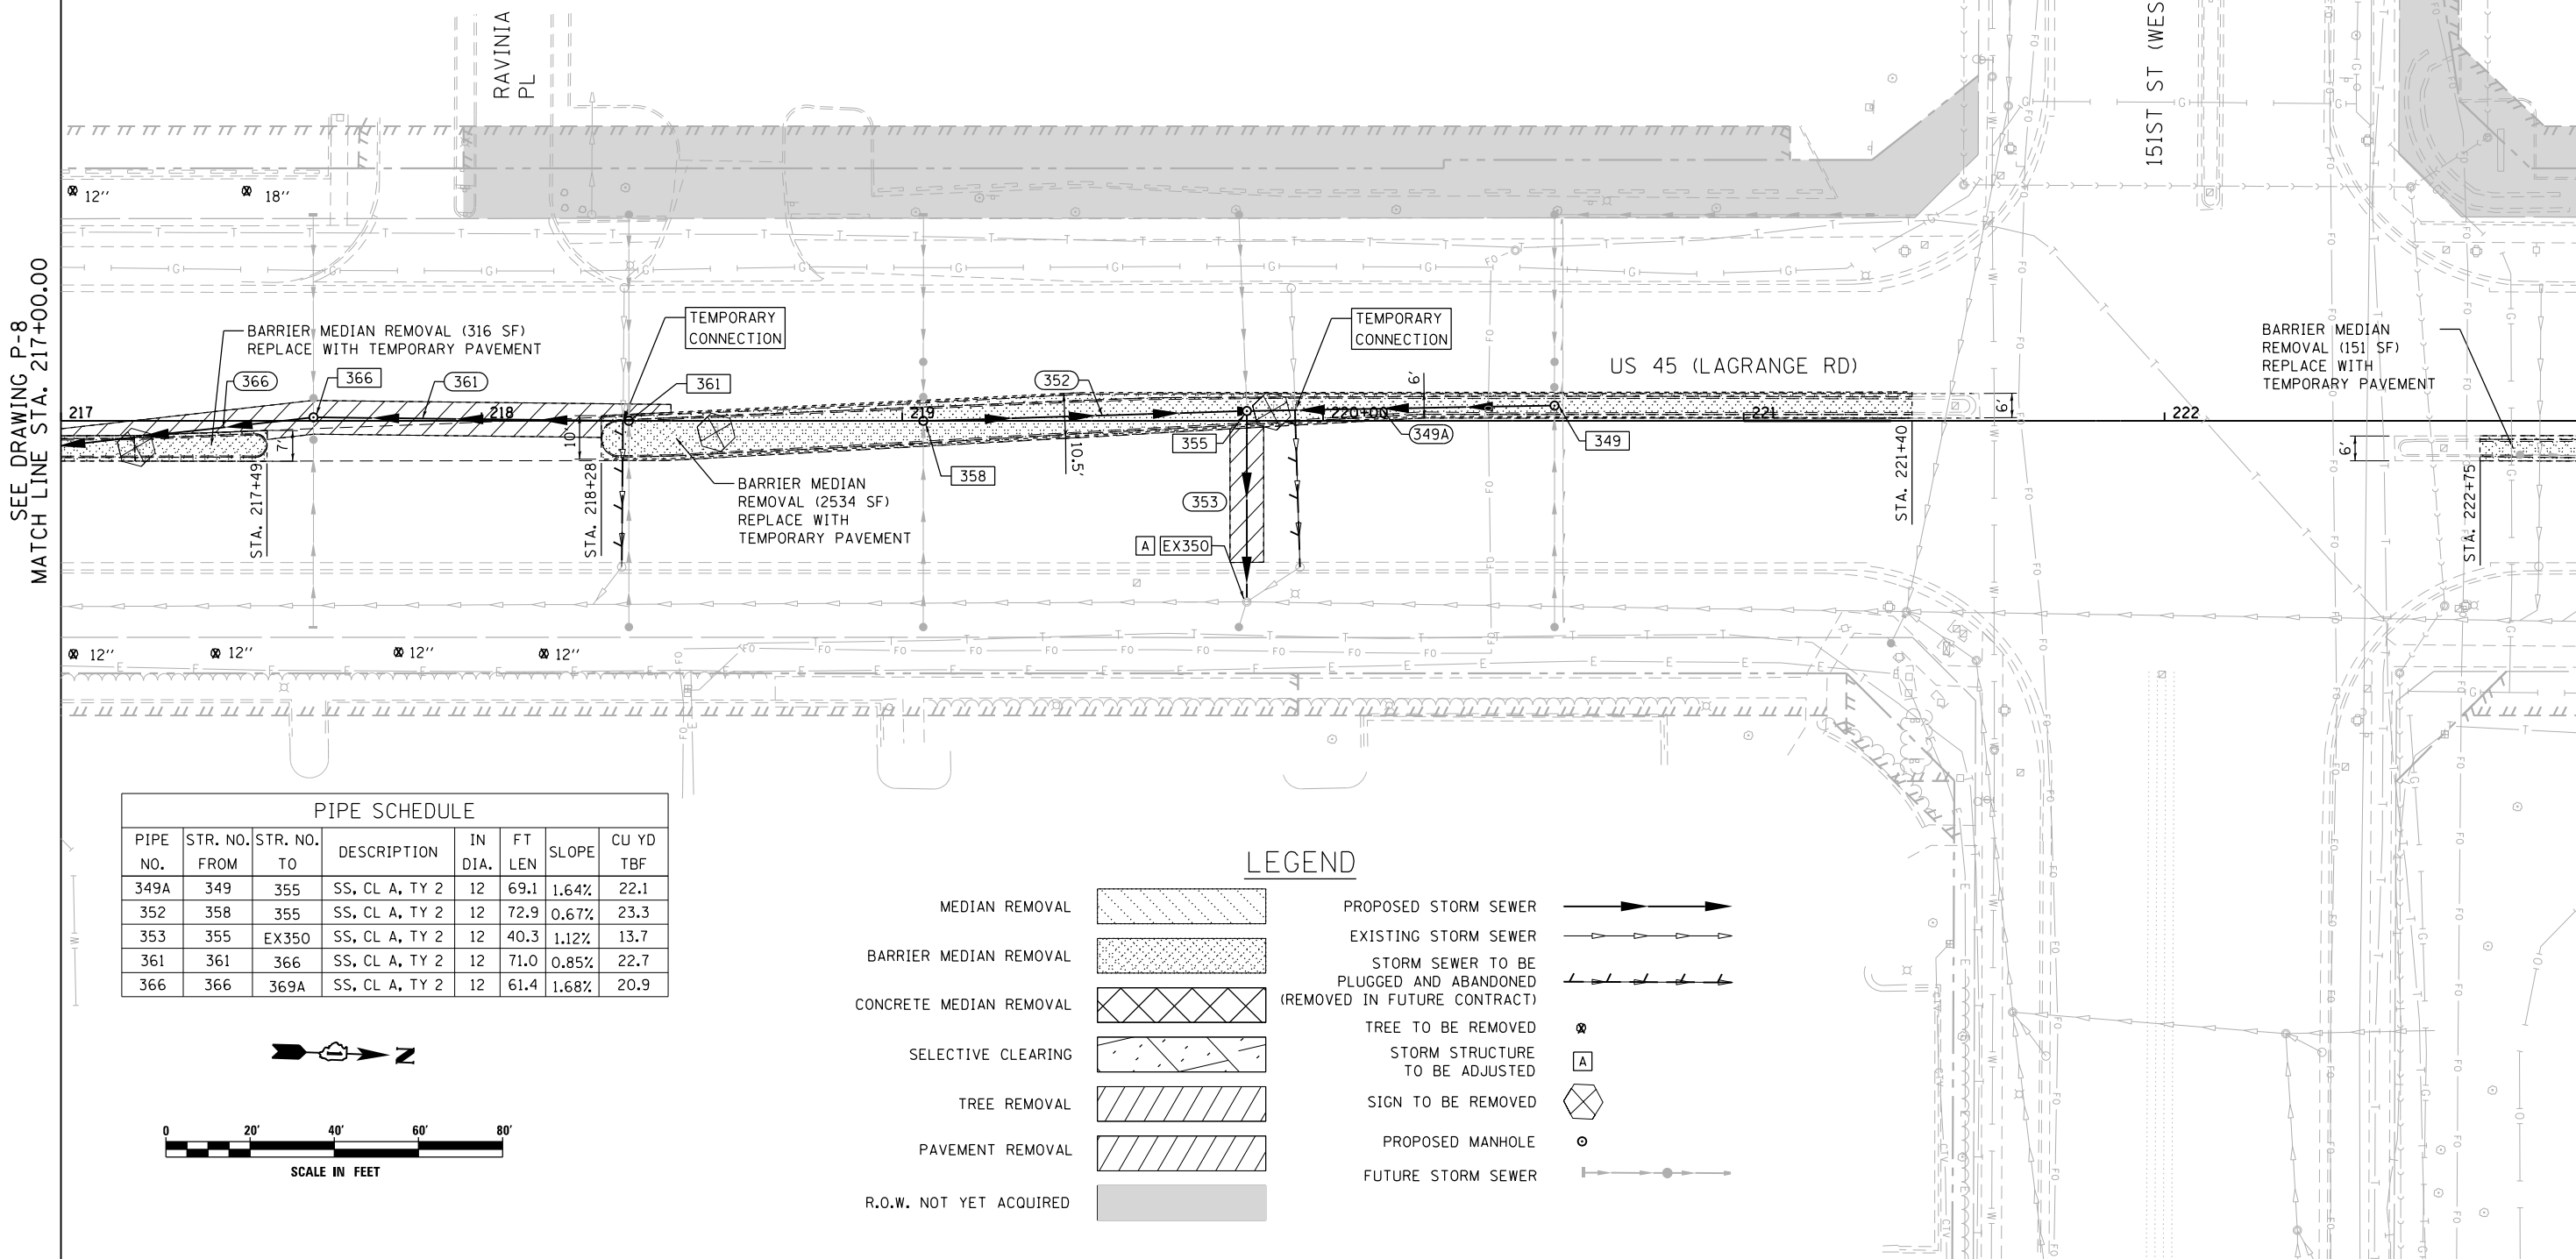 RAVINIA
PL
151ST ST (WES
12''
18''
SEE DRAWING P-8
MATCH LINE STA. 217+00.00
BARRIER MEDIAN REMOVAL (316 SF)
REPLACE WITH TEMPORARY PAVEMENT
TEMPORARY
CONNECTION
TEMPORARY
CONNECTION
US 45 (LAGRANGE RD)
BARRIER MEDIAN
REMOVAL (151 SF)
REPLACE WITH
TEMPORARY PAVEMENT
366
366
361
361
352
6'
217
218
219
220+00
221
222
6'
7'
10'
10.5'
355
349A
349
6'
358
STA. 217+49
STA. 218+28
BARRIER MEDIAN
REMOVAL (2534 SF)
REPLACE WITH
TEMPORARY PAVEMENT
353
A
EX350
STA. 221+40
STA. 222+75
12''
12''
12''
12''
PIPE SCHEDULE
PIPE NO. STR. NO. FROM STR. NO. TO DESCRIPTION IN DIA. FT LEN SLOPE CU YD TBF
349A 349 355 SS, CL A, TY 2 12 69.1 1.64% 22.1
352 358 355 SS, CL A, TY 2 12 72.9 0.67% 23.3
353 355 EX350 SS, CL A, TY 2 12 40.3 1.12% 13.7
361 361 366 SS, CL A, TY 2 12 71.0 0.85% 22.7
366 366 369A SS, CL A, TY 2 12 61.4 1.68% 20.9
N
0 20' 40' 60' 80'
SCALE IN FEET
LEGEND
MEDIAN REMOVAL
BARRIER MEDIAN REMOVAL
CONCRETE MEDIAN REMOVAL
SELECTIVE CLEARING
TREE REMOVAL
PAVEMENT REMOVAL
R.O.W. NOT YET ACQUIRED
PROPOSED STORM SEWER
EXISTING STORM SEWER
STORM SEWER TO BE
PLUGGED AND ABANDONED
(REMOVED IN FUTURE CONTRACT)
TREE TO BE REMOVED
STORM STRUCTURE
TO BE ADJUSTED
A
SIGN TO BE REMOVED
PROPOSED MANHOLE
FUTURE STORM SEWER